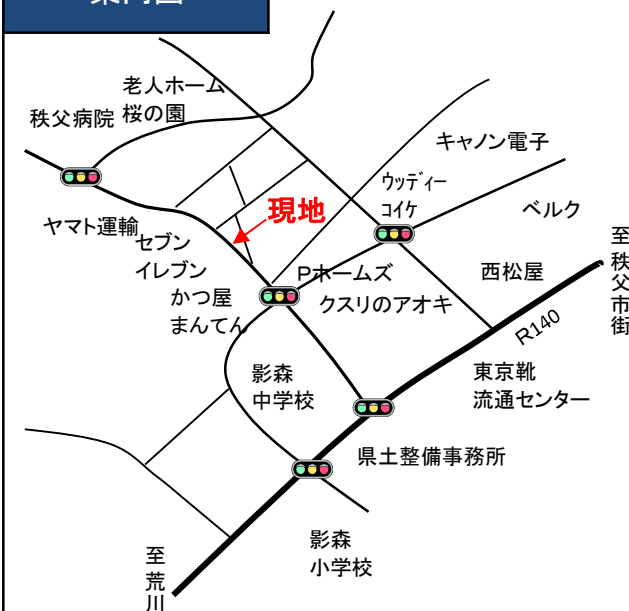 案内図
老人ホーム
桜の園
秩父病院
キャノン電子
ウッディー
コイケ
ベルク
現地
ヤマト運輸
セブン
イレブン
至秩父市街
Pホームズ
西松屋
かつ屋
まんてん
クスリのアオキ
R140
影森
中学校
東京靴
流通センター
県土整備事務所
影森
小学校
至荒川